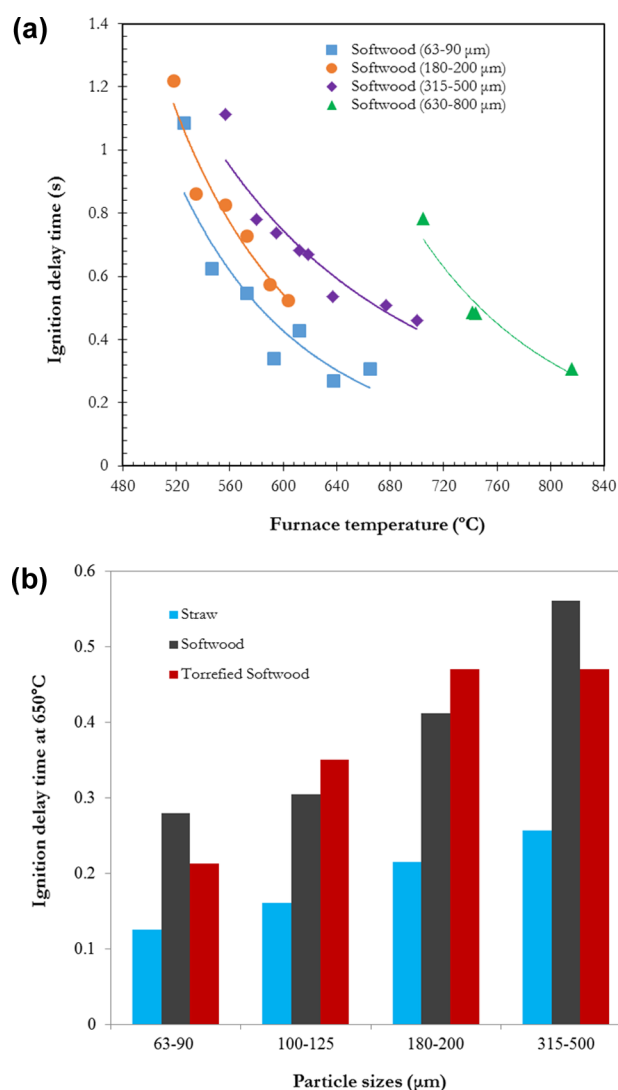 (a)
1.4
1.2
1
0.8
0.6
0.4
0.2
0
Ignition delay time (s)
Softwood (63-90 µm)
Softwood (180-200 µm)
Softwood (315-500 µm)
Softwood (630-800 µm)
480 520 560 600 640 680 720 760 800 840
Furnace temperature (ºC)
(b)
0.6
0.5
0.4
0.3
0.2
0.1
0
Ignition delay time at 650°C
Straw
Softwood
Torrefied Softwood
63-90 100-125 180-200 315-500
Particle sizes (µm)